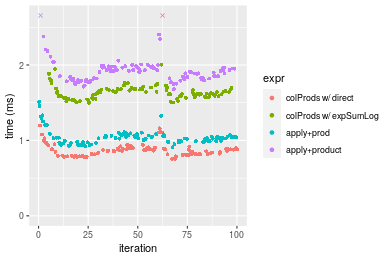 time (ms)
2
1
0
0
25
50
75
100
iteration
expr
colProds w/ direct
colProds w/ expSumLog
apply+prod
apply+product